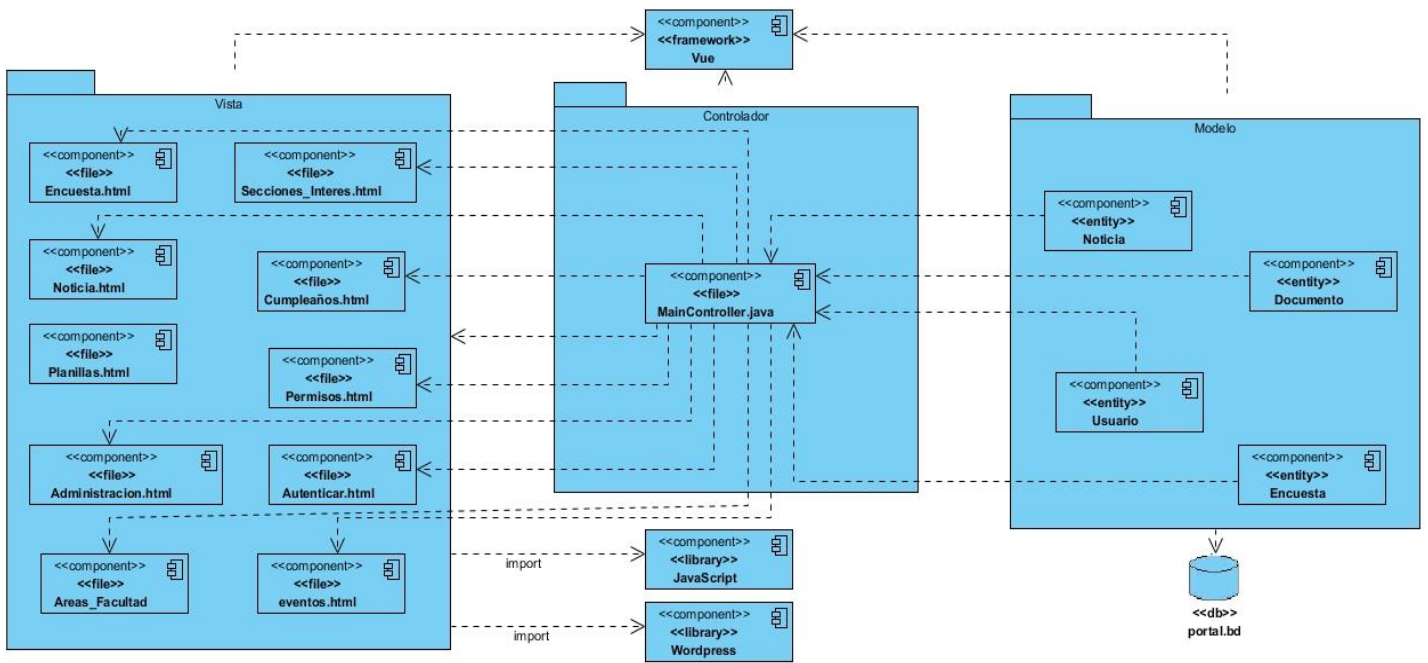 <<component>>
<<framework>>
Vue
Vista
<<component>>
<<file>>
Encuesta.html
<<component>>
<<file>>
Secciones_Interes.html
<<component>>
<<file>>
Noticia.html
<<component>>
<<file>>
Cumpleaños.html
<<component>>
<<file>>
Planillas.html
<<component>>
<<file>>
Permisos.html
<<component>>
<<file>>
Administracion.html
<<component>>
<<file>>
Autenticar.html
<<component>>
<<file>>
Areas_Facultad
<<component>>
<<file>>
eventos.html
Controlador
<<component>>
<<file>>
MainController.java
Modelo
<<component>>
<<entity>>
Noticia
<<component>>
<<entity>>
Documento
<<component>>
<<entity>>
Usuario
<<component>>
<<entity>>
Encuesta
import
<<component>>
<<library>>
JavaScript
import
<<component>>
<<library>>
Wordpress
<<db>>
portal.bd